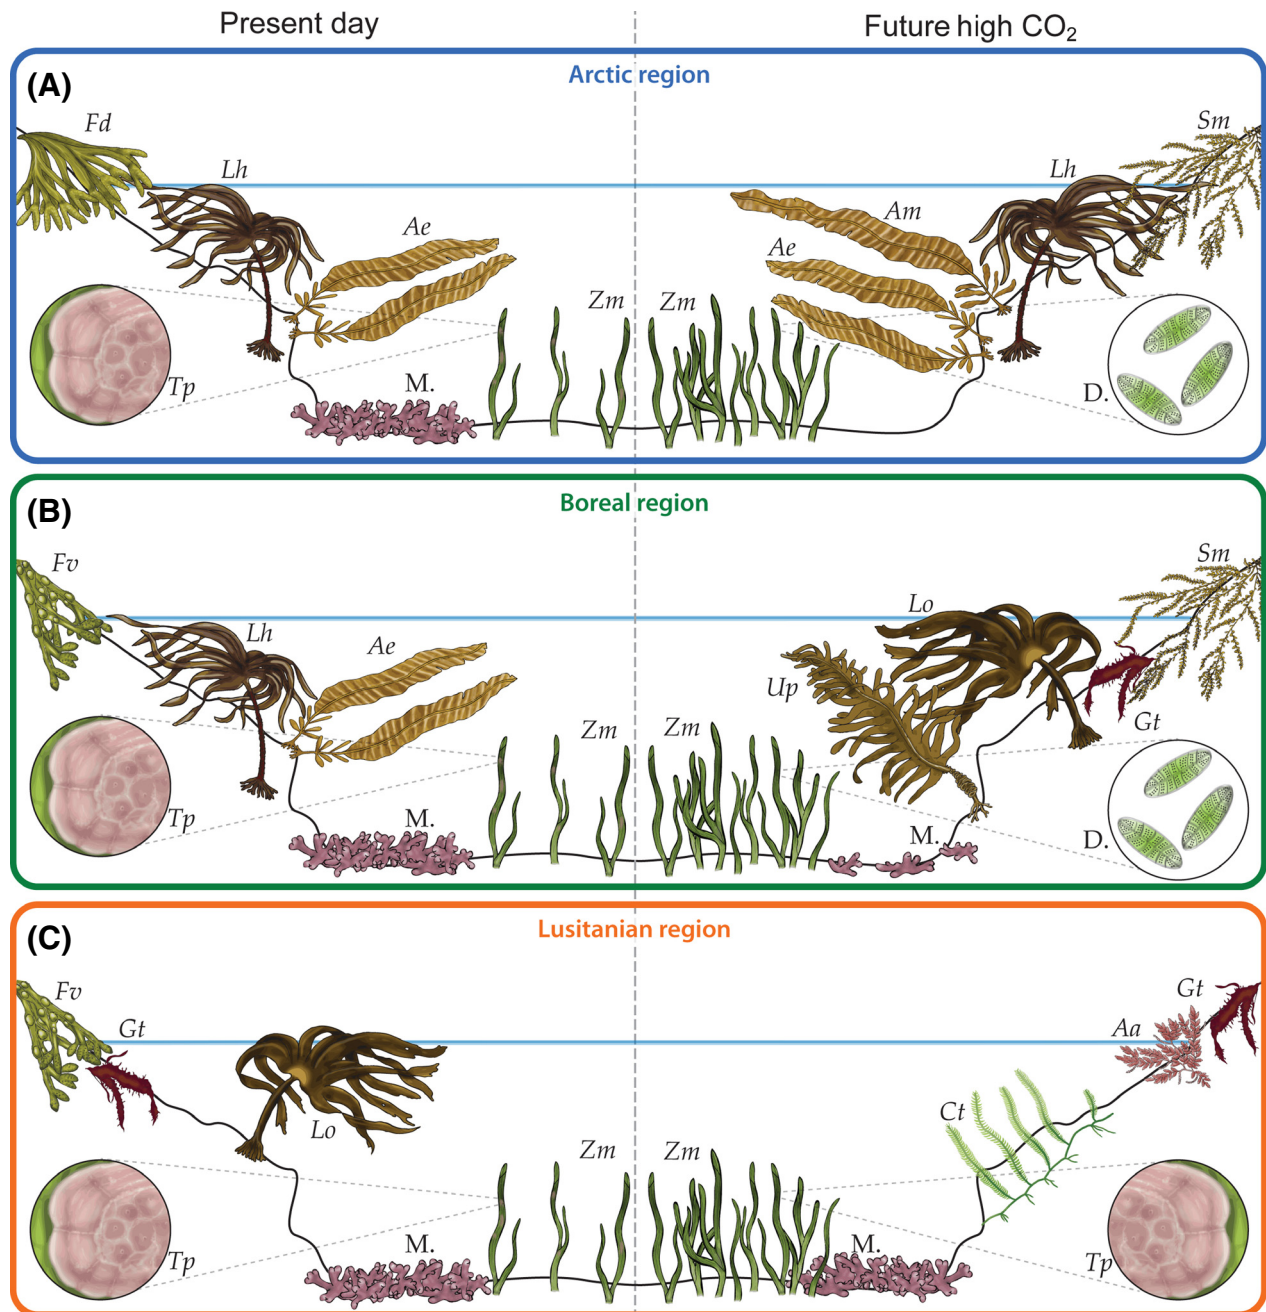 Present day
Future high CO₂
(A)
Arctic region
Fd
Lh
Ae
Tp
M.
Zm
Zm
Ae
Am
Lh
Sm
D.
(B)
Boreal region
Fv
Lh
Ae
Tp
M.
Zm
Zm
Up
Lo
Gt
Sm
M.
D.
(C)
Lusitanian region
Fv
Gt
Lo
Tp
M.
Zm
Zm
M.
Ct
Aa
Gt
Tp